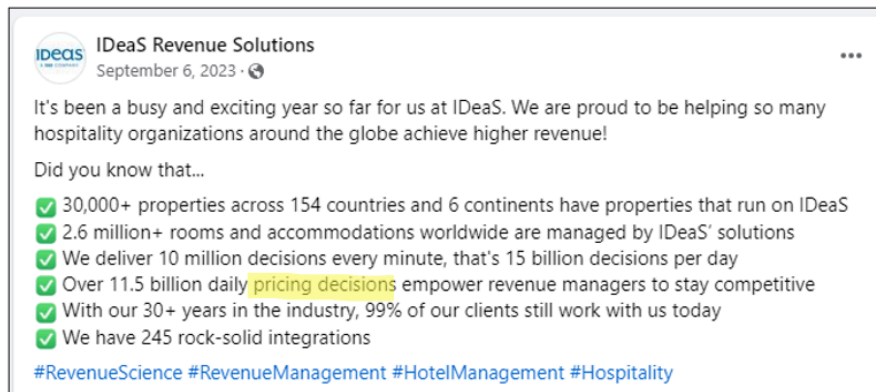 IDeaS
A SAS COMPANY
IDeaS Revenue Solutions
September 6, 2023 ·
It's been a busy and exciting year so far for us at IDeaS. We are proud to be helping so many
hospitality organizations around the globe achieve higher revenue!
Did you know that...
30,000+ properties across 154 countries and 6 continents have properties that run on IDeaS
2.6 million+ rooms and accommodations worldwide are managed by IDeaS' solutions
We deliver 10 million decisions every minute, that's 15 billion decisions per day
Over 11.5 billion daily pricing decisions empower revenue managers to stay competitive
With our 30+ years in the industry, 99% of our clients still work with us today
We have 245 rock-solid integrations
#RevenueScience #RevenueManagement #HotelManagement #Hospitality